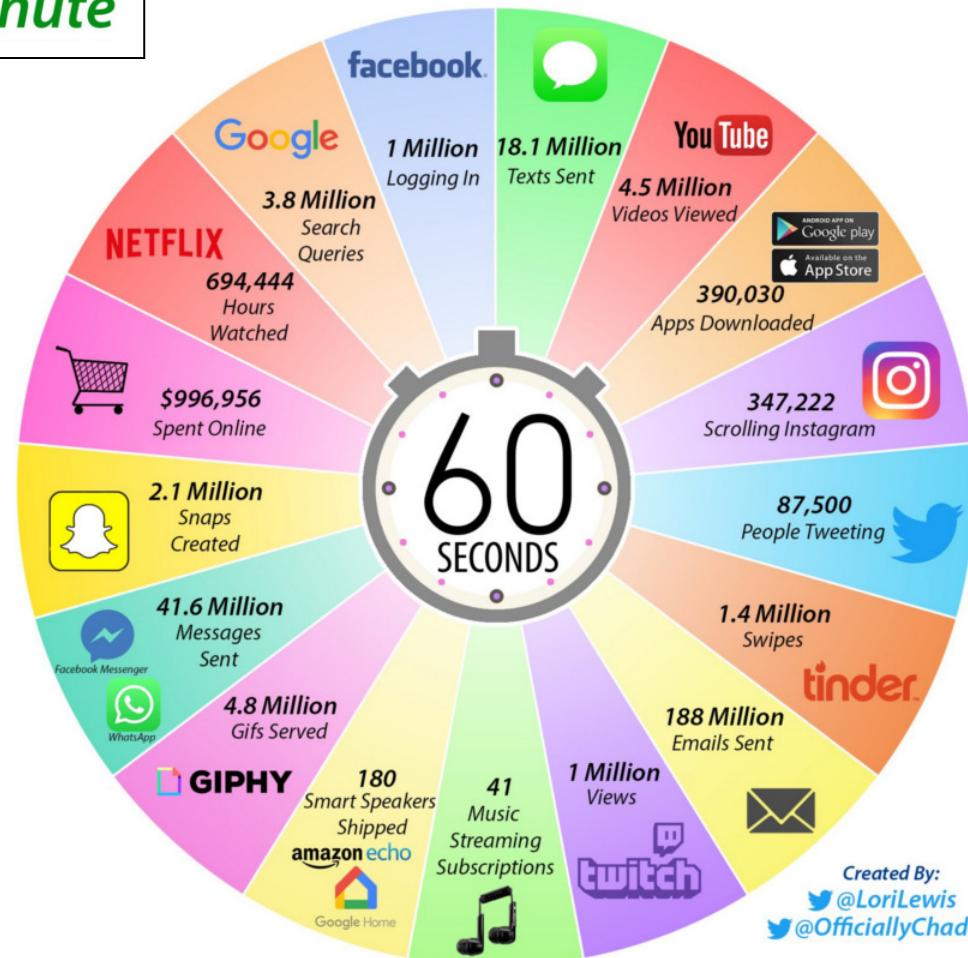 facebook
1 Million
Logging In
18.1 Million
Texts Sent
YouTube
4.5 Million
Videos Viewed
ANDROID APP ON
Google play
Available on the
App Store
390,030
Apps Downloaded
347,222
Scrolling Instagram
87,500
People Tweeting
1.4 Million
Swipes
tinder
188 Million
Emails Sent
1 Million
Views
twitch
41
Music
Streaming
Subscriptions
180
Smart Speakers
Shipped
amazon echo
Google Home
4.8 Million
Gifs Served
GIPHY
41.6 Million
Messages
Sent
Facebook Messenger
WhatsApp
2.1 Million
Snaps
Created
$996,956
Spent Online
NETFLIX
694,444
Hours
Watched
Google
3.8 Million
Search
Queries
60
SECONDS
Created By:
@LoriLewis
@OfficiallyChad